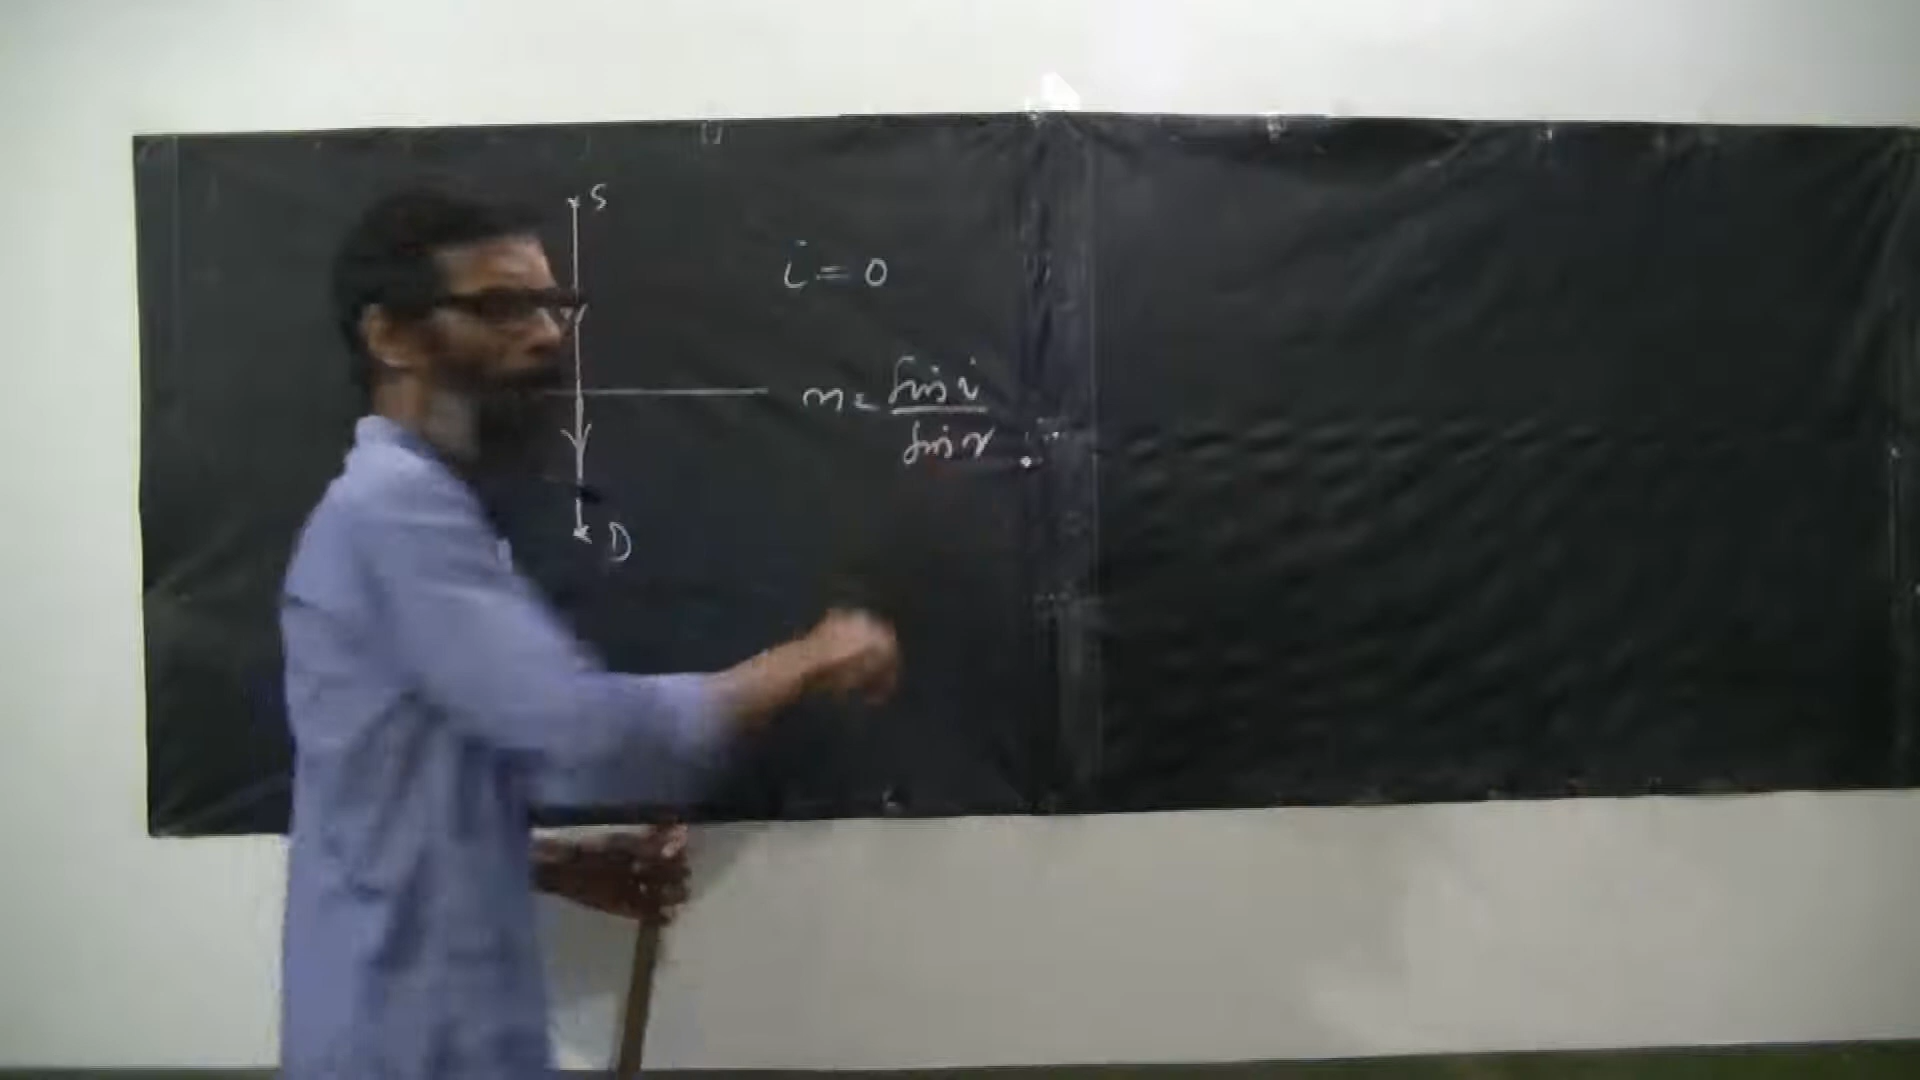 S
i = 0
n = sin i / sin r
D